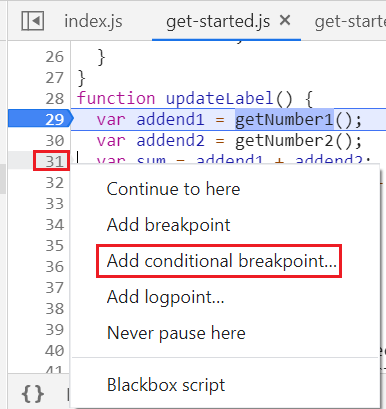 index.js get-started.js × get-starte
26 }
27 }
28 function updateLabel() {
29 var addend1 = getNumber1();
30 var addend2 = getNumber2();
31 var sum = addend1 + addend2;
32
33 Continue to here
34 Add breakpoint
35
36 Add conditional breakpoint...
37 Add logpoint...
38
39 Never pause here
40
41 Blackbox script
{}